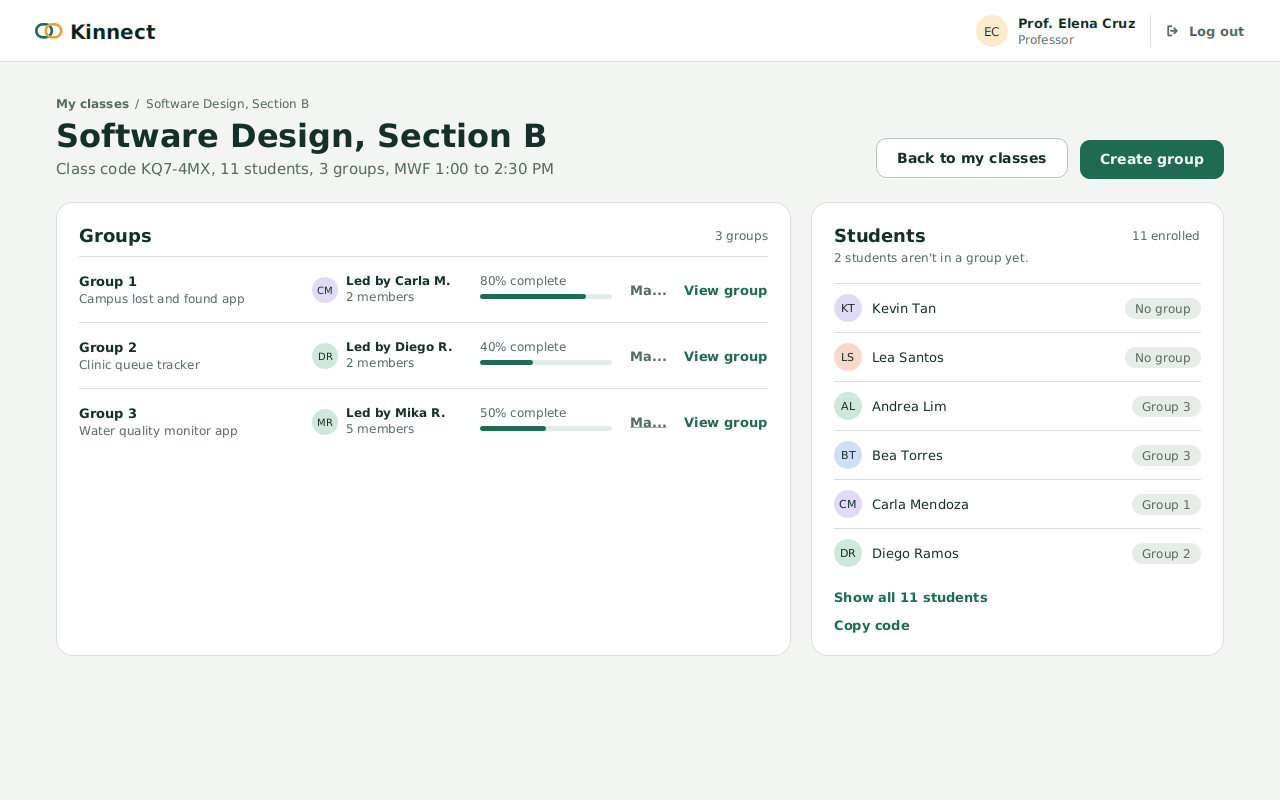 Kinnect
EC
Prof. Elena Cruz
Professor
Log out
My classes / Software Design, Section B
Software Design, Section B
Class code KQ7-4MX, 11 students, 3 groups, MWF 1:00 to 2:30 PM
Back to my classes
Create group
Groups
3 groups
Group 1
Campus lost and found app
CM
Led by Carla M.
2 members
80% complete
Ma...
View group
Group 2
Clinic queue tracker
DR
Led by Diego R.
2 members
40% complete
Ma...
View group
Group 3
Water quality monitor app
MR
Led by Mika R.
5 members
50% complete
Ma...
View group
Students
11 enrolled
2 students aren't in a group yet.
KT
Kevin Tan
No group
LS
Lea Santos
No group
AL
Andrea Lim
Group 3
BT
Bea Torres
Group 3
CM
Carla Mendoza
Group 1
DR
Diego Ramos
Group 2
Show all 11 students
Copy code